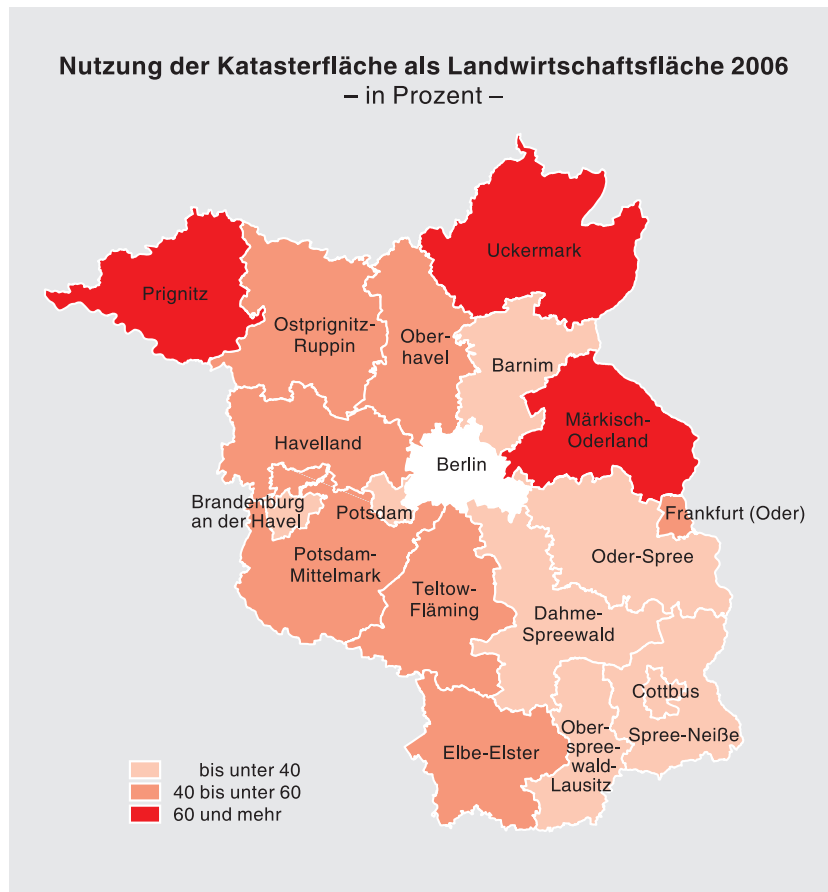 Nutzung der Katasterfläche als Landwirtschaftsfläche 2006
– in Prozent –
Uckermark
Prignitz
Ostprignitz-
Ruppin
Ober-
havel
Barnim
Märkisch-
Oderland
Havelland
Berlin
Brandenburg
an der Havel
Potsdam
Frankfurt (Oder)
Oder-Spree
Potsdam-
Mittelmark
Teltow-
Fläming
Dahme-
Spreewald
Cottbus
Spree-Neiße
Elbe-Elster
Ober-
spree-
wald-
Lausitz
bis unter 40
40 bis unter 60
60 und mehr